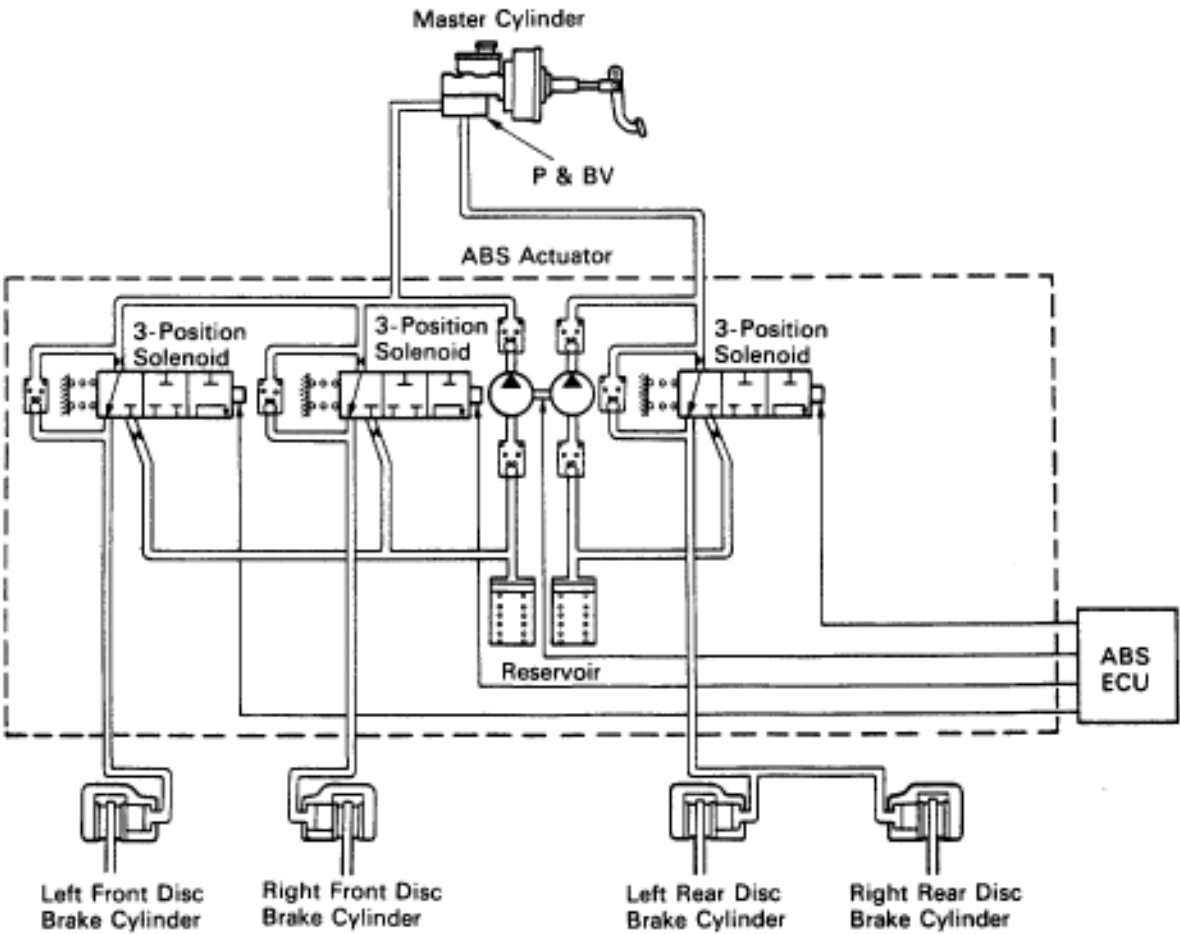 Master Cylinder
P & BV
ABS Actuator
3-Position
Solenoid
3-Position
Solenoid
3-Position
Solenoid
Reservoir
ABS
ECU
Left Front Disc
Brake Cylinder
Right Front Disc
Brake Cylinder
Left Rear Disc
Brake Cylinder
Right Rear Disc
Brake Cylinder